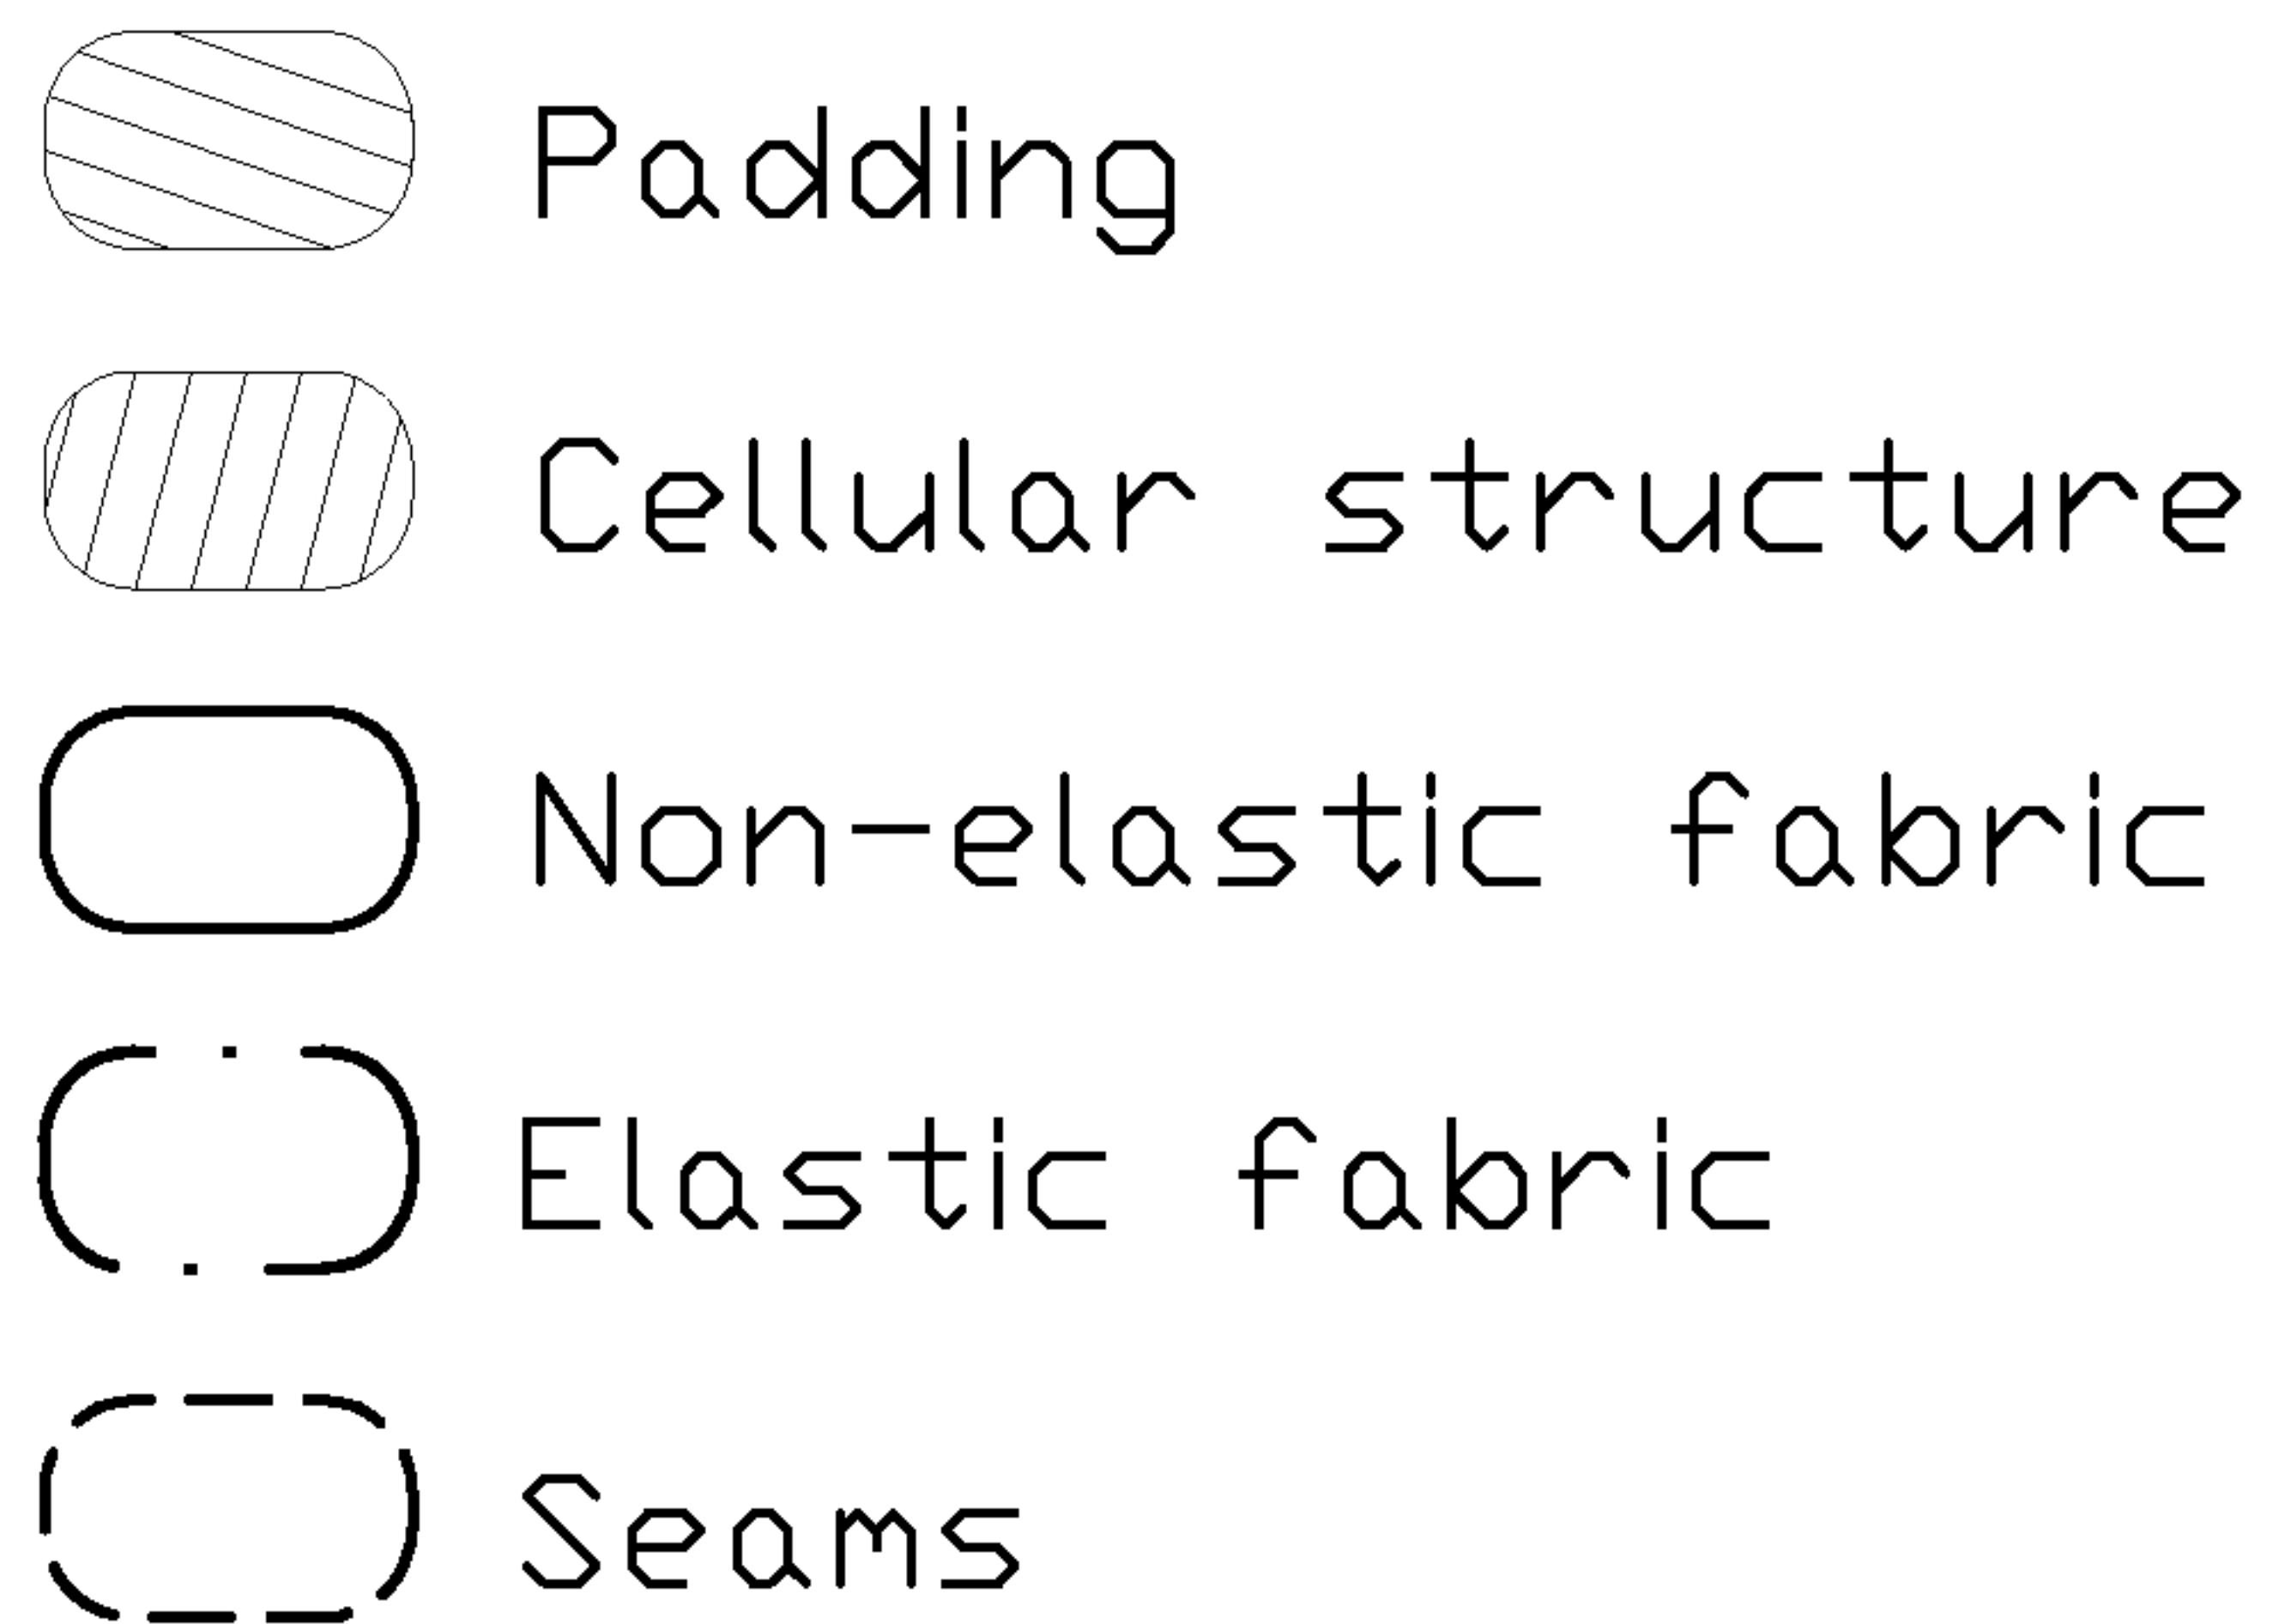 Padding
Cellular structure
Non-elastic fabric
Elastic fabric
Seams